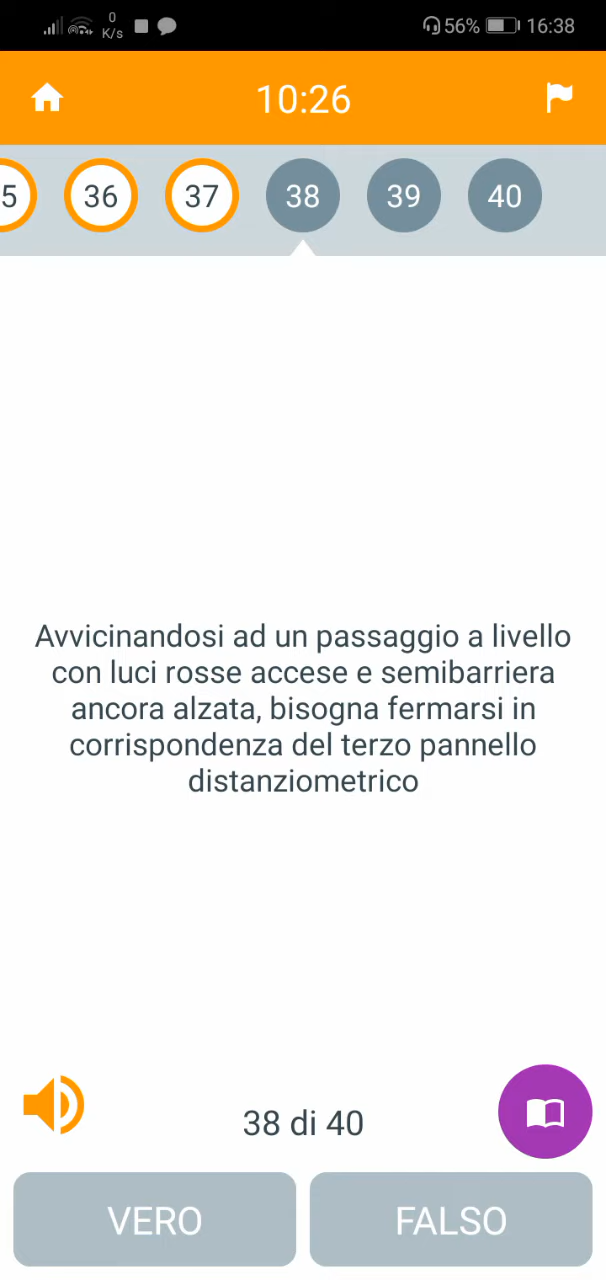 0
K/s
56%
16:38
10:26
5
36
37
38
39
40
Avvicinandosi ad un passaggio a livello
con luci rosse accese e semibarriera
ancora alzata, bisogna fermarsi in
corrispondenza del terzo pannello
distanziometrico
38 di 40
VERO
FALSO